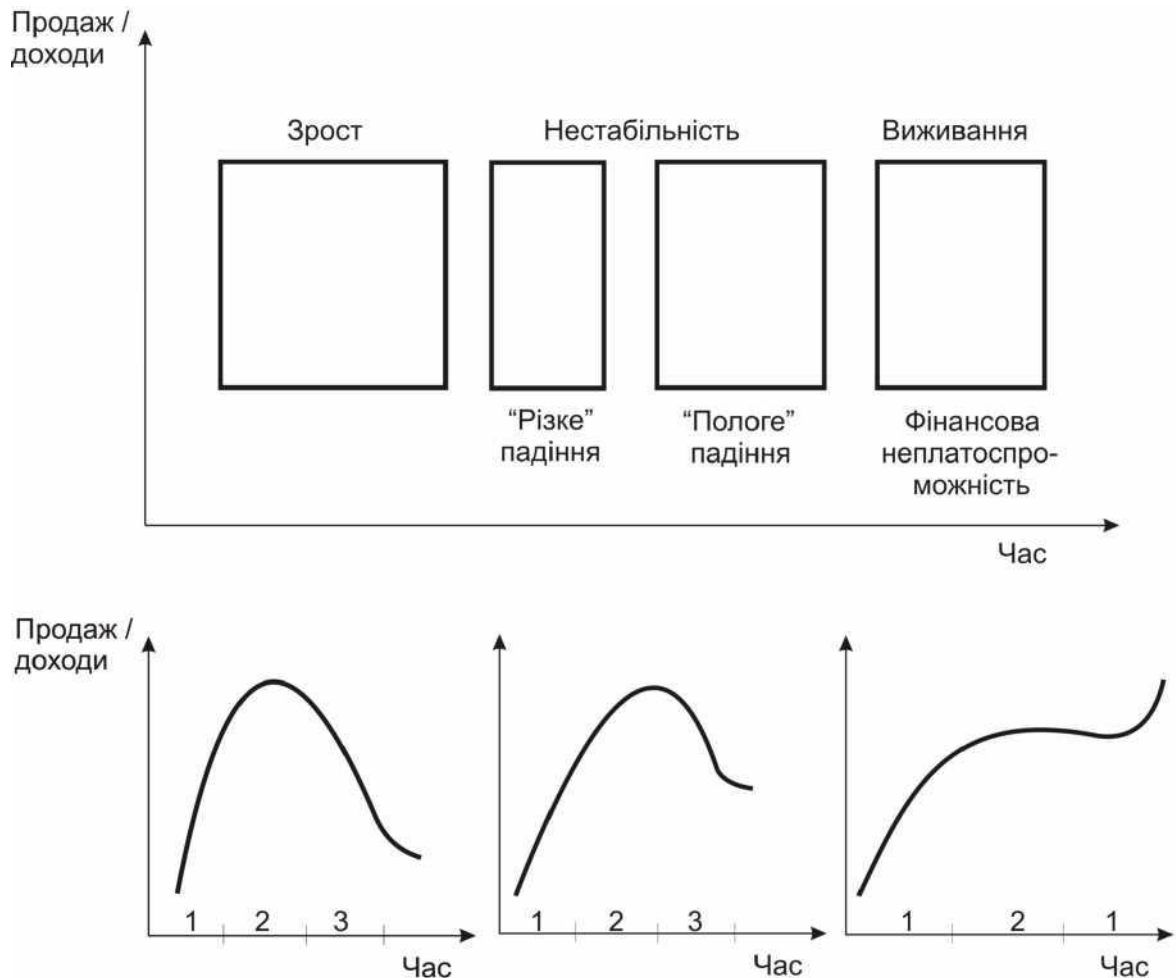 Продаж /
доходи
Зрост
Нестабільність
Виживання
“Різке”
падіння
“Пологе”
падіння
Фінансова
неплатоспро-
можність
Час
Продаж /
доходи
1 2 3
Час
1 2 3
Час
1 2 1
Час